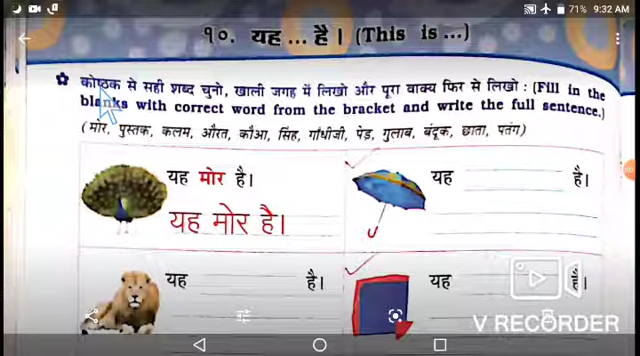 71% 9:32 AM
१०. यह ... है। (This is ...)
कोष्ठक से सही शब्द चुनो, खाली जगह में लिखो और पूरा वाक्य फिर से लिखो : (Fill in the
blanks with correct word from the bracket and write the full sentence.)
(मोर, पुस्तक, कलम, औरत, कौआ, सिंह, गाँधीजी, पेड़, गुलाब, बंदूक, छाता, पतंग)
यह मोर है।
यह मोर है।
यह है।
यह है।
यह है।
V RECORDER